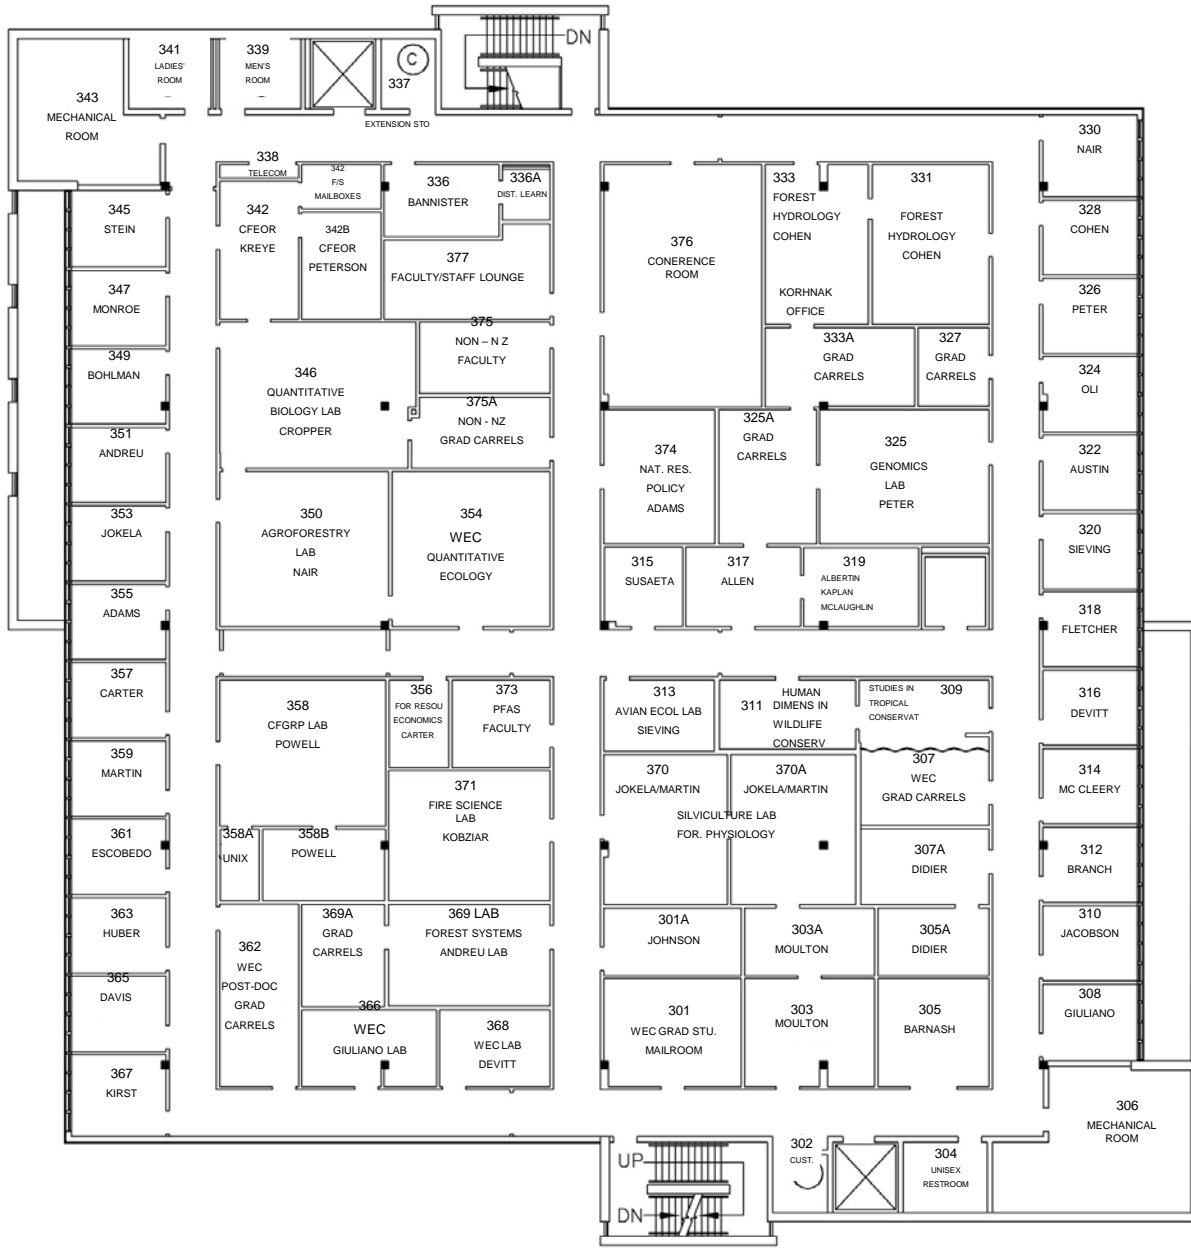 DN
341
LADIES'
ROOM
339
MEN'S
ROOM
C
337
EXTENSION STO
343
MECHANICAL
ROOM
338
TELECOM
342
F/S
MAILBOXES
336
BANNISTER
336A
DIST. LEARN
342
CFEOR
KREYE
342B
CFEOR
PETERSON
377
FACULTY/STAFF LOUNGE
376
CONERENCE
ROOM
333
FOREST
HYDROLOGY
COHEN
KORHNAK
OFFICE
331
FOREST
HYDROLOGY
COHEN
330
NAIR
328
COHEN
326
PETER
324
OLI
322
AUSTIN
320
SIEVING
318
FLETCHER
316
DEVITT
314
MC CLEERY
312
BRANCH
310
JACOBSON
308
GIULIANO
306
MECHANICAL
ROOM
345
STEIN
347
MONROE
349
BOHLMAN
351
ANDREU
353
JOKELA
355
ADAMS
357
CARTER
359
MARTIN
361
ESCOBEDO
363
HUBER
365
DAVIS
367
KIRST
346
QUANTITATIVE
BIOLOGY LAB
CROPPER
375
NON – N Z
FACULTY
375A
NON - NZ
GRAD CARRELS
333A
GRAD
CARRELS
327
GRAD
CARRELS
350
AGROFORESTRY
LAB
NAIR
354
WEC
QUANTITATIVE
ECOLOGY
374
NAT. RES.
POLICY
ADAMS
325A
GRAD
CARRELS
325
GENOMICS
LAB
PETER
315
SUSAETA
317
ALLEN
319
ALBERTIN
KAPLAN
MCLAUGHLIN
358
CFGRP LAB
POWELL
356
FOR RESOU
ECONOMICS
CARTER
373
PFAS
FACULTY
313
AVIAN ECOL LAB
SIEVING
311
HUMAN
DIMENS IN
WILDLIFE
CONSERV
STUDIES IN
TROPICAL
CONSERVAT
309
371
FIRE SCIENCE
LAB
KOBZIAR
370
JOKELA/MARTIN
370A
JOKELA/MARTIN
SILVICULTURE LAB
FOR. PHYSIOLOGY
307
WEC
GRAD CARRELS
358A
UNIX
358B
POWELL
307A
DIDIER
362
WEC
POST-DOC
GRAD
CARRELS
369A
GRAD
CARRELS
369 LAB
FOREST SYSTEMS
ANDREU LAB
301A
JOHNSON
303A
MOULTON
305A
DIDIER
366
WEC
GIULIANO LAB
368
WEC LAB
DEVITT
301
WEC GRAD STU.
MAILROOM
303
MOULTON
305
BARNASH
UP
DN
302
CUST.
304
UNISEX
RESTROOM